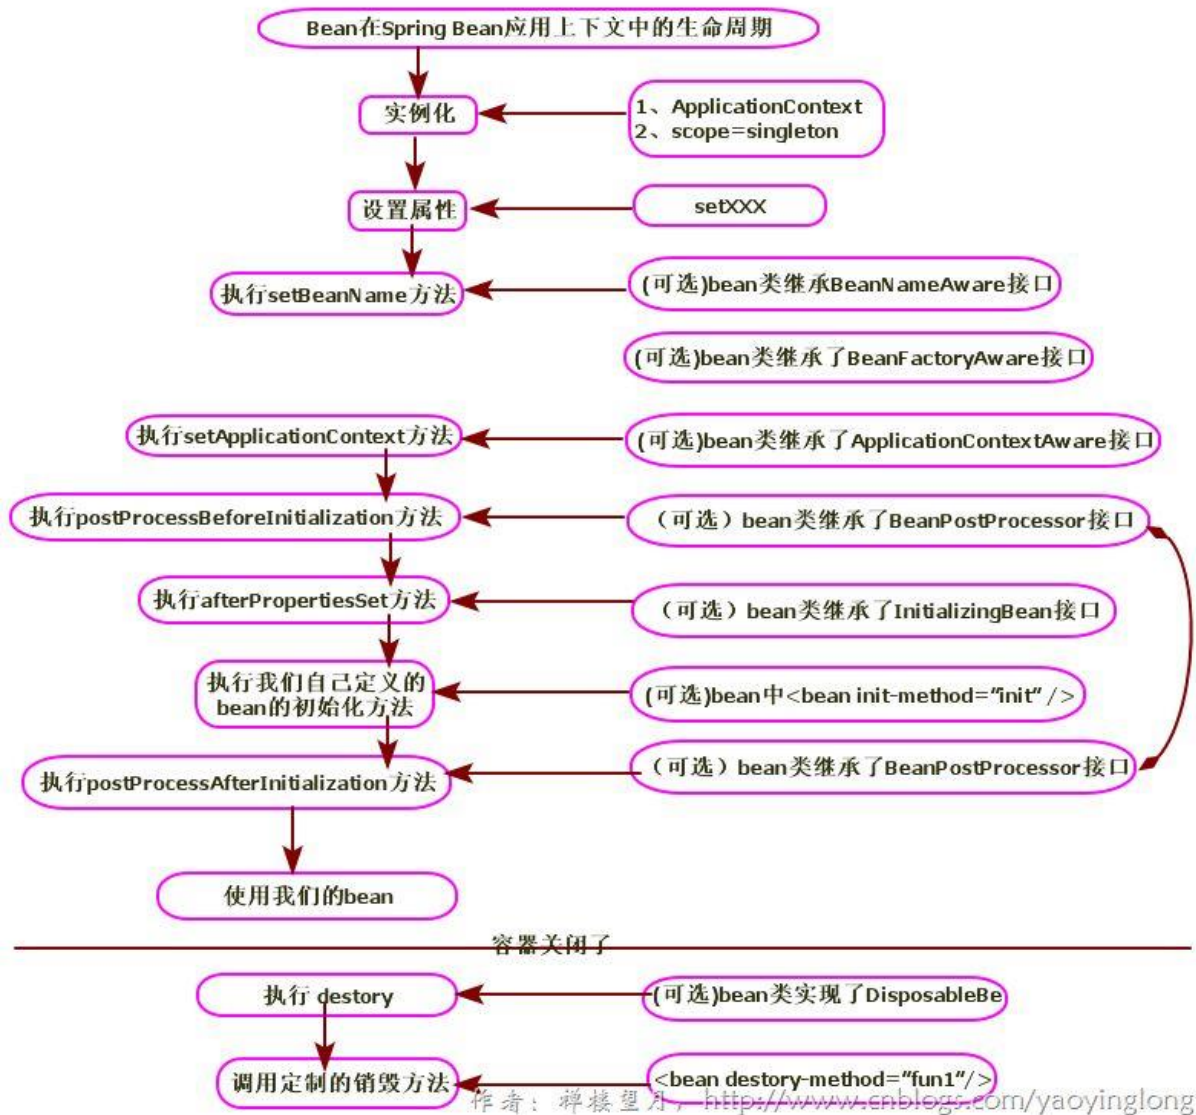 Bean在Spring Bean应用上下文中的生命周期
实例化
1、ApplicationContext
2、scope=singleton
设置属性
setXXX
执行setBeanName方法
(可选)bean类继承BeanNameAware接口
(可选)bean类继承了BeanFactoryAware接口
执行setApplicationContext方法
(可选)bean类继承了ApplicationContextAware接口
执行postProcessBeforeInitialization方法
（可选）bean类继承了BeanPostProcessor接口
执行afterPropertiesSet方法
（可选）bean类继承了InitializingBean接口
执行我们自己定义的
bean的初始化方法
(可选)bean中<bean init-method="init" />
执行postProcessAfterInitialization方法
（可选）bean类继承了BeanPostProcessor接口
使用我们的bean
容器关闭了
执行 destory
(可选)bean类实现了DisposableBe
调用定制的销毁方法
<bean destory-method="fun1"/>
作者：禅楼望月，http://www.cnblogs.com/yaoyinglong